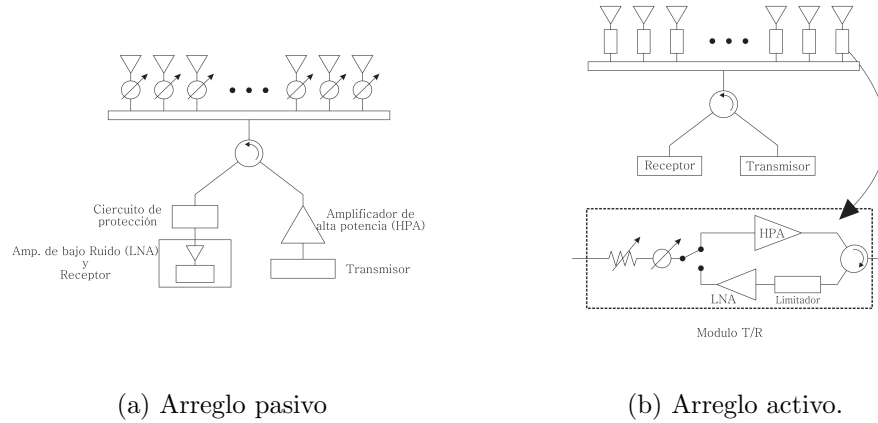 Ciercuito de
protección
Amp. de bajo Ruido (LNA)
y
Receptor
Amplificador de
alta potencia (HPA)
Transmisor
(a) Arreglo pasivo
Receptor
Transmisor
HPA
LNA
Limitador
Modulo T/R
(b) Arreglo activo.